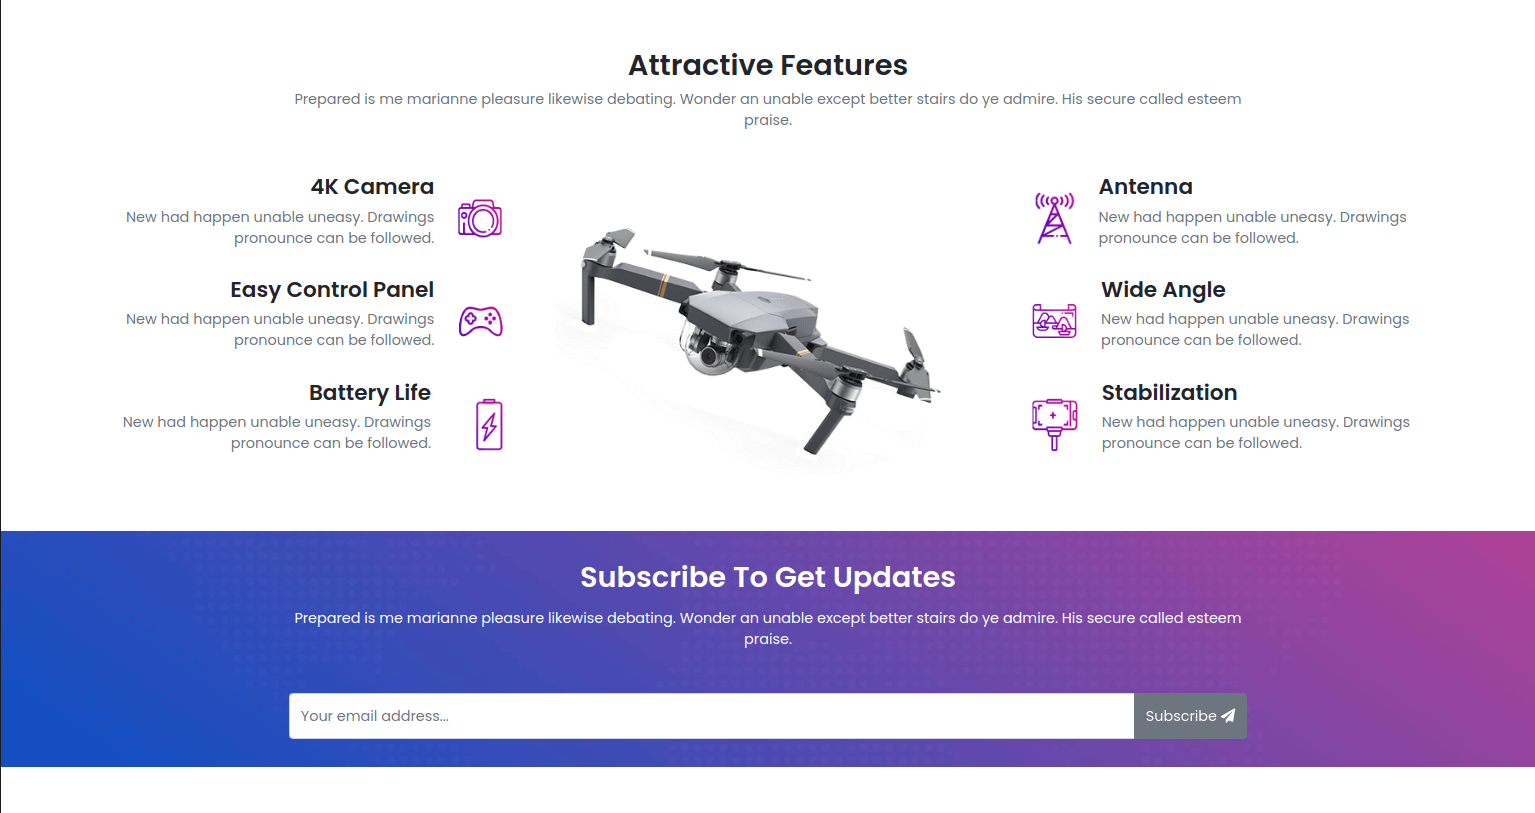 Attractive Features
Prepared is me marianne pleasure likewise debating. Wonder an unable except better stairs do ye admire. His secure called esteem
praise.
4K Camera
New had happen unable uneasy. Drawings
pronounce can be followed.
Easy Control Panel
New had happen unable uneasy. Drawings
pronounce can be followed.
Battery Life
New had happen unable uneasy. Drawings
pronounce can be followed.
Antenna
New had happen unable uneasy. Drawings
pronounce can be followed.
Wide Angle
New had happen unable uneasy. Drawings
pronounce can be followed.
Stabilization
New had happen unable uneasy. Drawings
pronounce can be followed.
Subscribe To Get Updates
Prepared is me marianne pleasure likewise debating. Wonder an unable except better stairs do ye admire. His secure called esteem
praise.
Your email address...
Subscribe